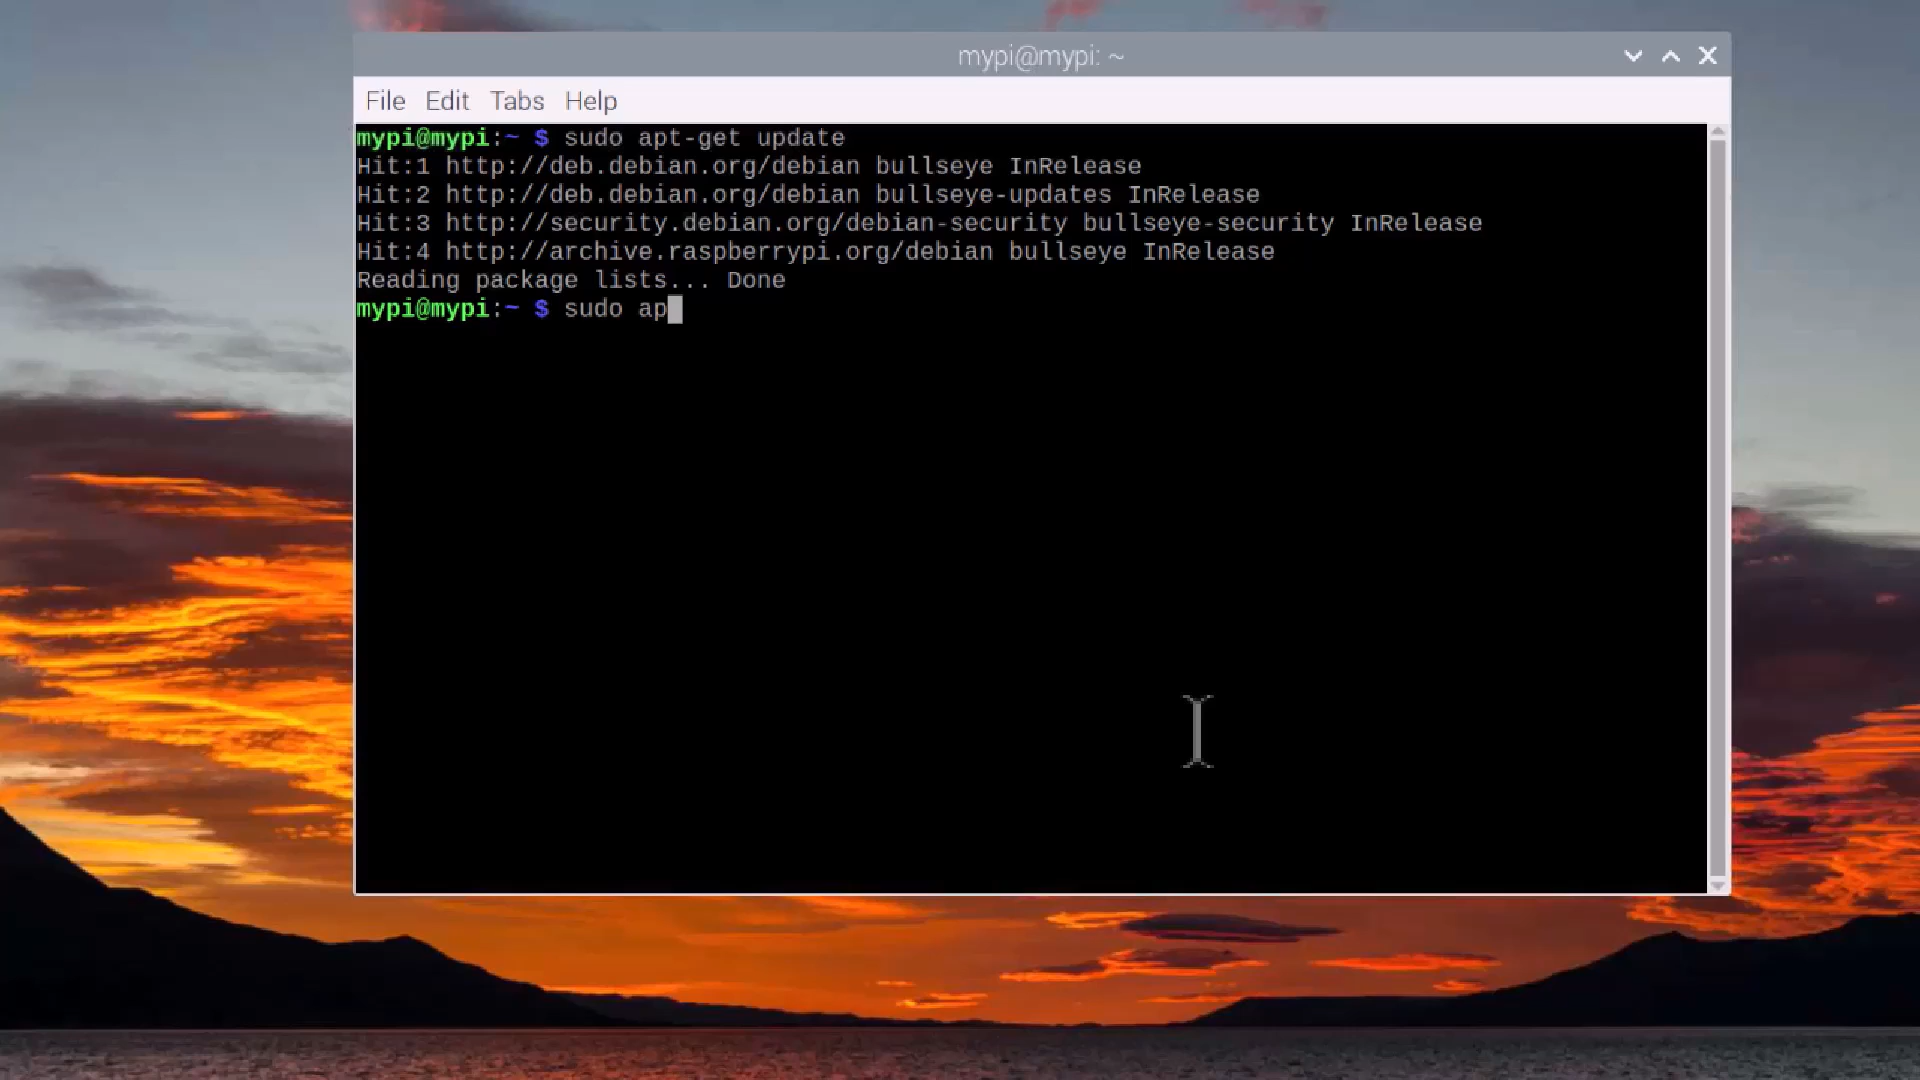 mypi@mypi: ~
File Edit Tabs Help
mypi@mypi:~ $ sudo apt-get update
Hit:1 http://deb.debian.org/debian bullseye InRelease
Hit:2 http://deb.debian.org/debian bullseye-updates InRelease
Hit:3 http://security.debian.org/debian-security bullseye-security InRelease
Hit:4 http://archive.raspberrypi.org/debian bullseye InRelease
Reading package lists... Done
mypi@mypi:~ $ sudo ap